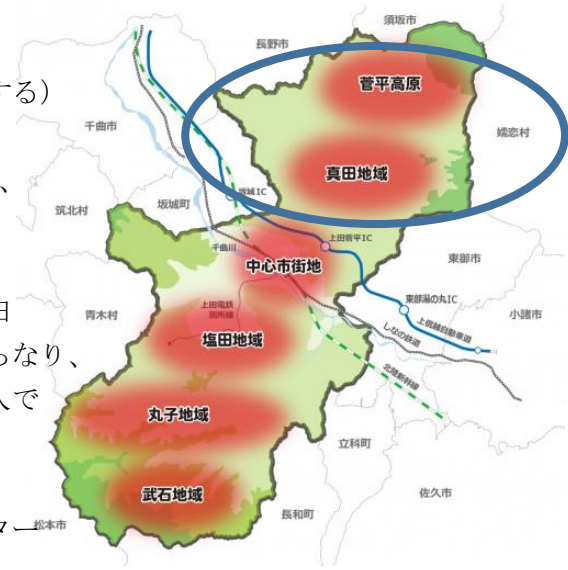 須坂市
長野市
する）
菅平高原
千曲市
嬬恋村
真田地域
、
坂城IC
坂城町
筑北村
千曲川
上田菅平IC
中心市街地
東御市
東部湯の丸IC
青木村
上田電鉄
別所線
小諸市
しなの鉄道
上信越自動車道
塩田地域
なり、
北陸新幹線
丸子地域
人で
立科町
武石地域
佐久市
長和町
松本市
ター